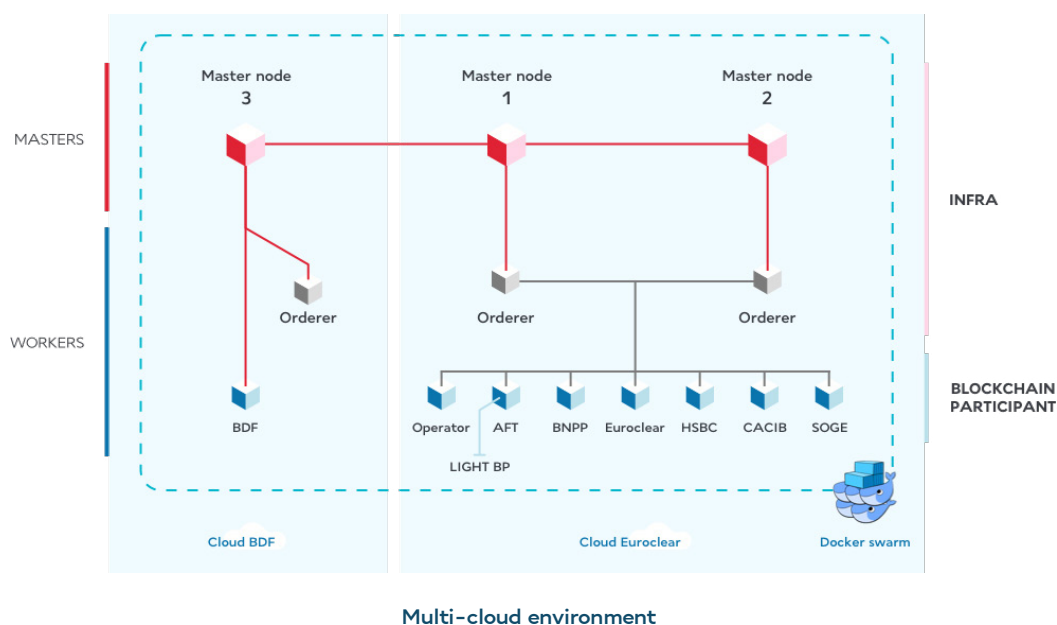 Master node
3
Master node
1
Master node
2
MASTERS
INFRA
Orderer
Orderer
Orderer
WORKERS
BLOCKCHAIN
PARTICIPANT
BDF
Operator
AFT
BNPP
Euroclear
HSBC
CACIB
SOGE
LIGHT BP
Cloud BDF
Cloud Euroclear
Docker swarm
Multi-cloud environment